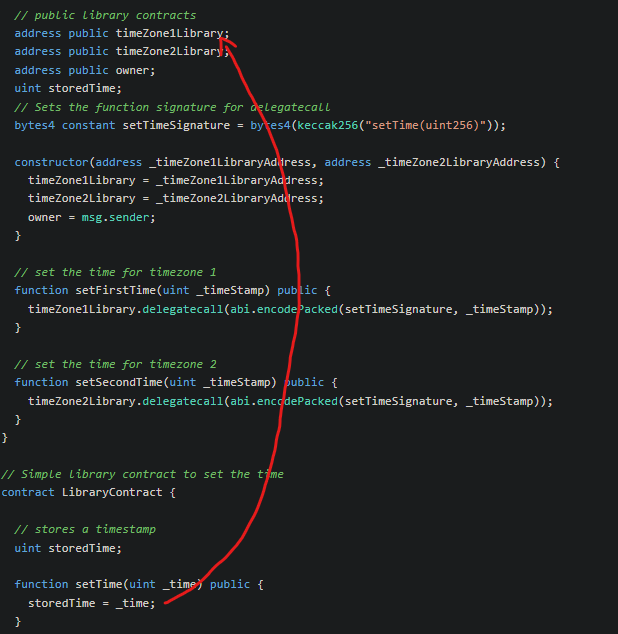 // public library contracts
address public timeZone1Library;
address public timeZone2Library;
address public owner;
uint storedTime;
// Sets the function signature for delegatecall
bytes4 constant setTimeSignature = bytes4(keccak256("setTime(uint256)"));
constructor(address _timeZone1LibraryAddress, address _timeZone2LibraryAddress) {
timeZone1Library = _timeZone1LibraryAddress;
timeZone2Library = _timeZone2LibraryAddress;
owner = msg.sender;
}
// set the time for timezone 1
function setFirstTime(uint _timeStamp) public {
timeZone1Library.delegatecall(abi.encodePacked(setTimeSignature, _timeStamp));
}
// set the time for timezone 2
function setSecondTime(uint _timeStamp) public {
timeZone2Library.delegatecall(abi.encodePacked(setTimeSignature, _timeStamp));
}
}
// Simple library contract to set the time
contract LibraryContract {
// stores a timestamp
uint storedTime;
function setTime(uint _time) public {
storedTime = _time;
}